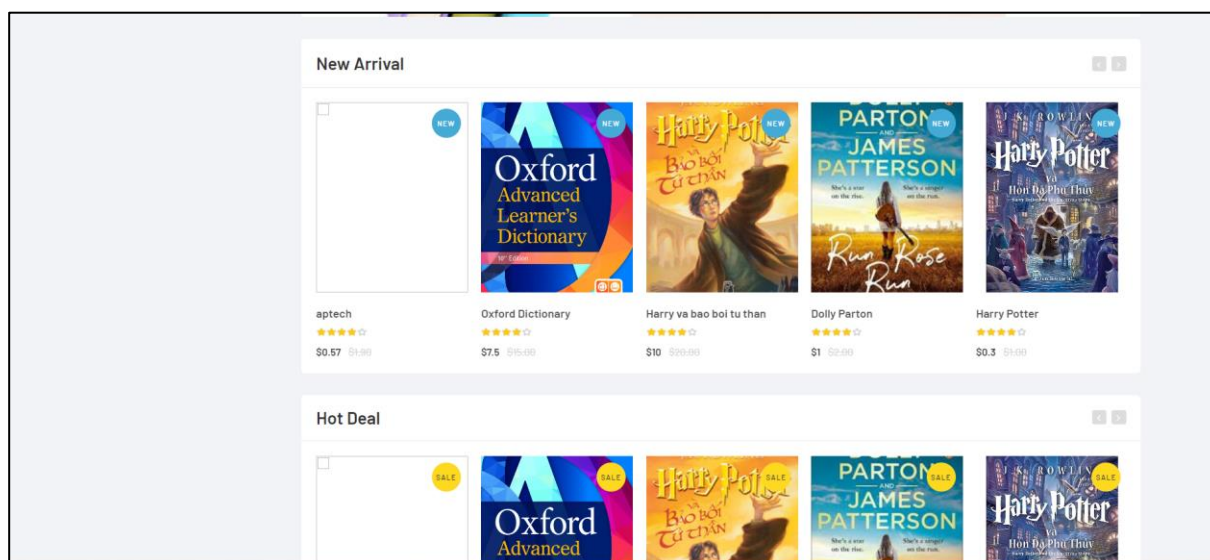 New Arrival
NEW
NEW
NEW
NEW
NEW
Oxford
Advanced
Learner's
Dictionary
Harry Potter
và
BẢO BỐI
TỬ THẦN
PARTON
AND
JAMES
PATTERSON
She's a star
on the rise.
She's a singer
on the run.
Run Rose
Run
Harry Potter
và
Hòn Đá Phù Thủy
aptech
Oxford Dictionary
Harry va bao boi tu than
Dolly Parton
Harry Potter
$0.57 $1.00
$7.5 $15.00
$10 $20.00
$1 $2.00
$0.3 $1.00
Hot Deal
SALE
SALE
SALE
SALE
SALE
Oxford
Advanced
Harry
BẢO BỐI
TỬ THẦN
PARTON
AND
JAMES
PATTERSON
She's a star
on the rise.
She's a singer
on the run.
Harry Potter
và
Hòn Đá Phù Thủy